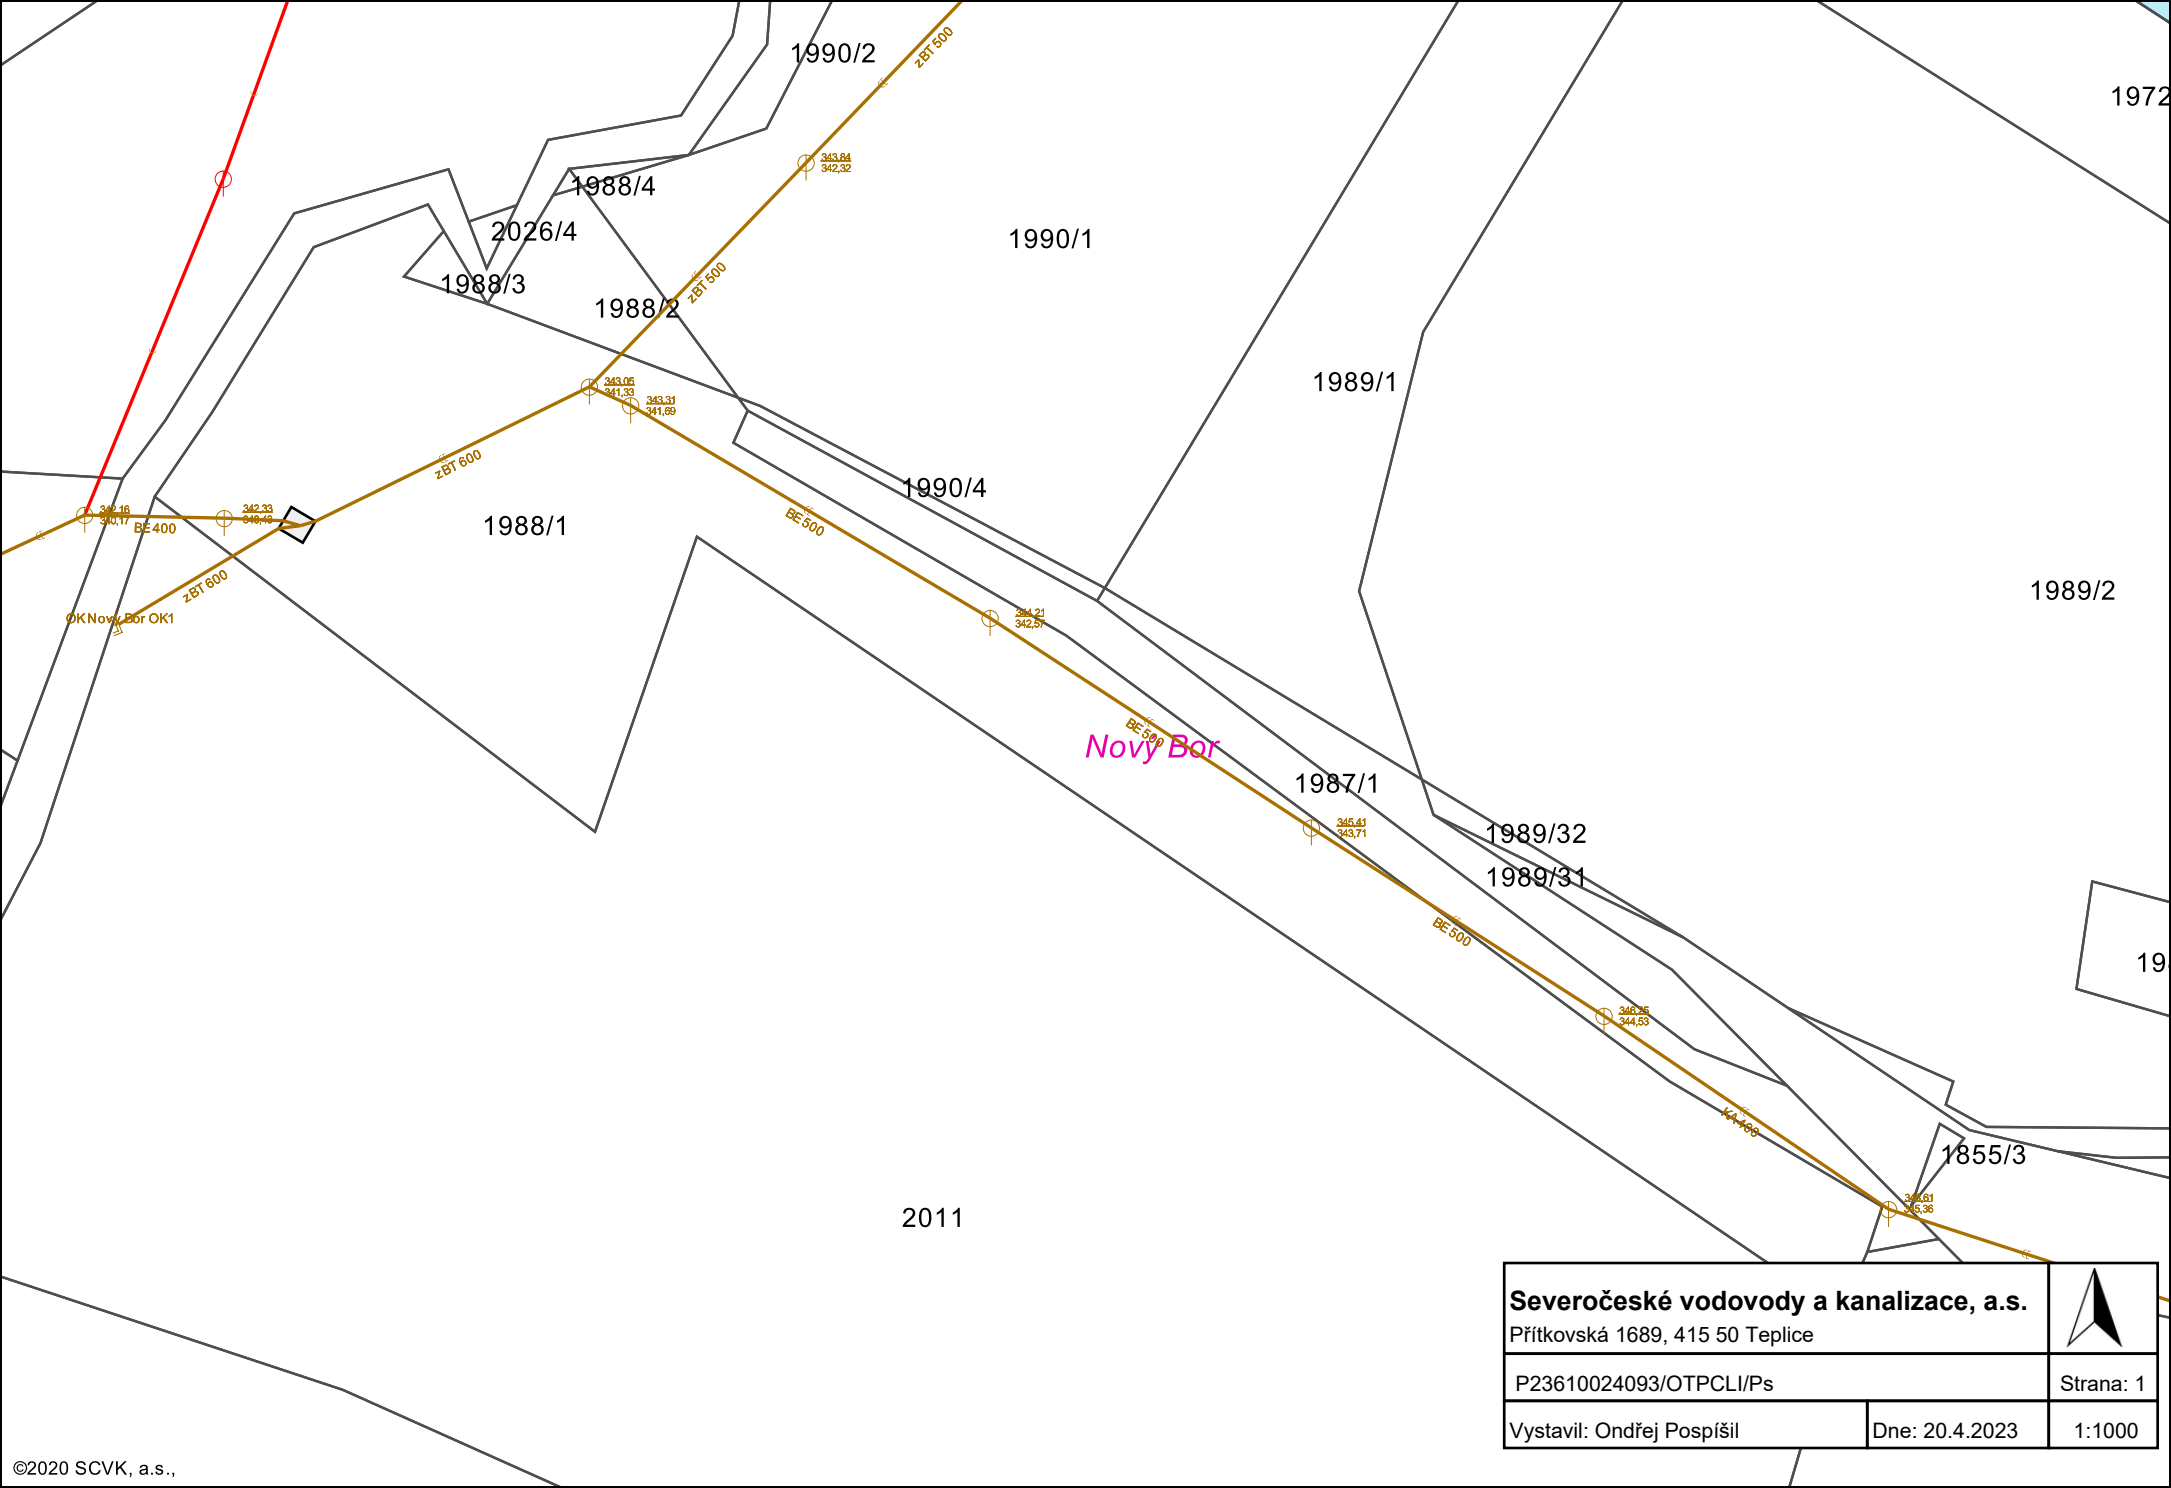 1990/2
zBT 500
1972
343,84
342,32
1988/4
2026/4
1990/1
1988/3
zBT 500
1988/2
343,05
341,33
1989/1
343,31
341,69
zBT 600
1990/4
342,16
340,17
342,33
340,43
BE 400
1988/1
BE 500
zBT 600
1989/2
OK Nový Bor OK1
344,21
342,57
BE 500
Nový Bor
1987/1
345,41
343,71
1989/32
1989/31
BE 500
19
346,25
344,53
KA 400
1855/3
345,36
2011
Severočeské vodovody a kanalizace, a.s.
Přítkovská 1689, 415 50 Teplice
P23610024093/OTPCLI/Ps
Strana: 1
Vystavil: Ondřej Pospíšil
Dne: 20.4.2023
1:1000
©2020 SCVK, a.s.,